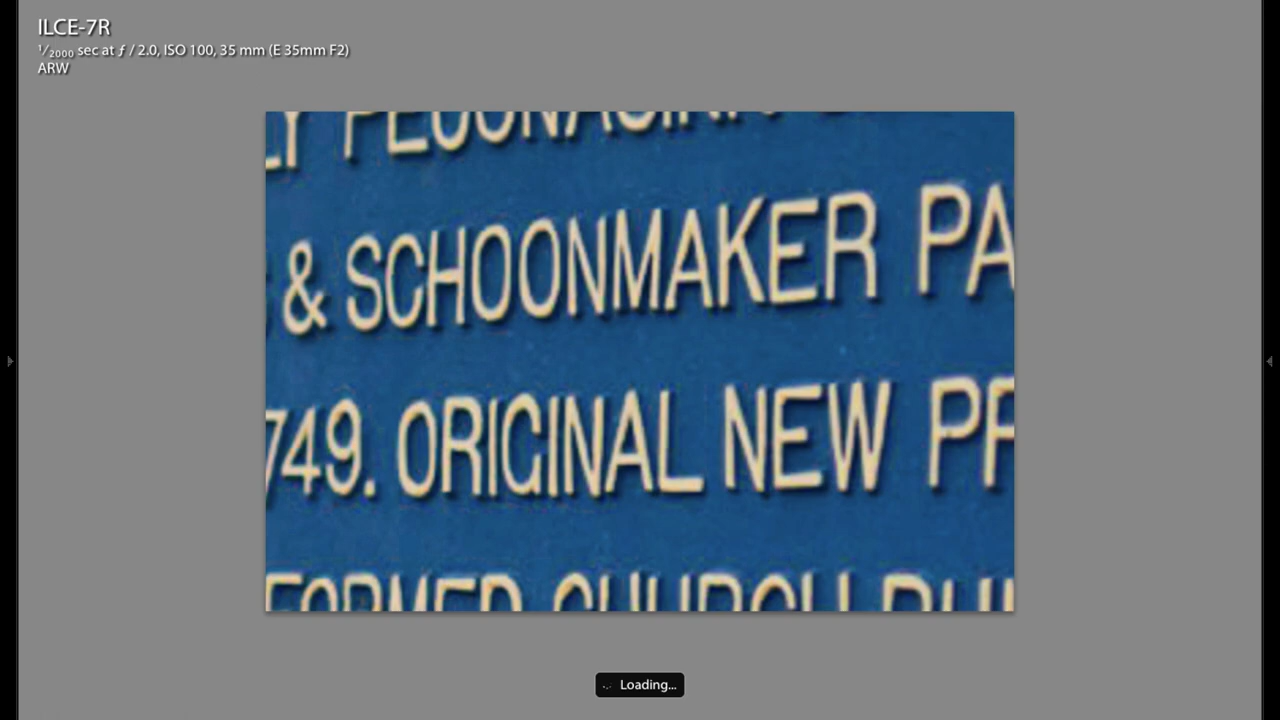 ILCE-7R
1/2000 sec at ƒ / 2.0, ISO 100, 35 mm (E 35mm F2)
ARW
& SCHOONMAKER PA
749. ORIGINAL NEW
Loading...